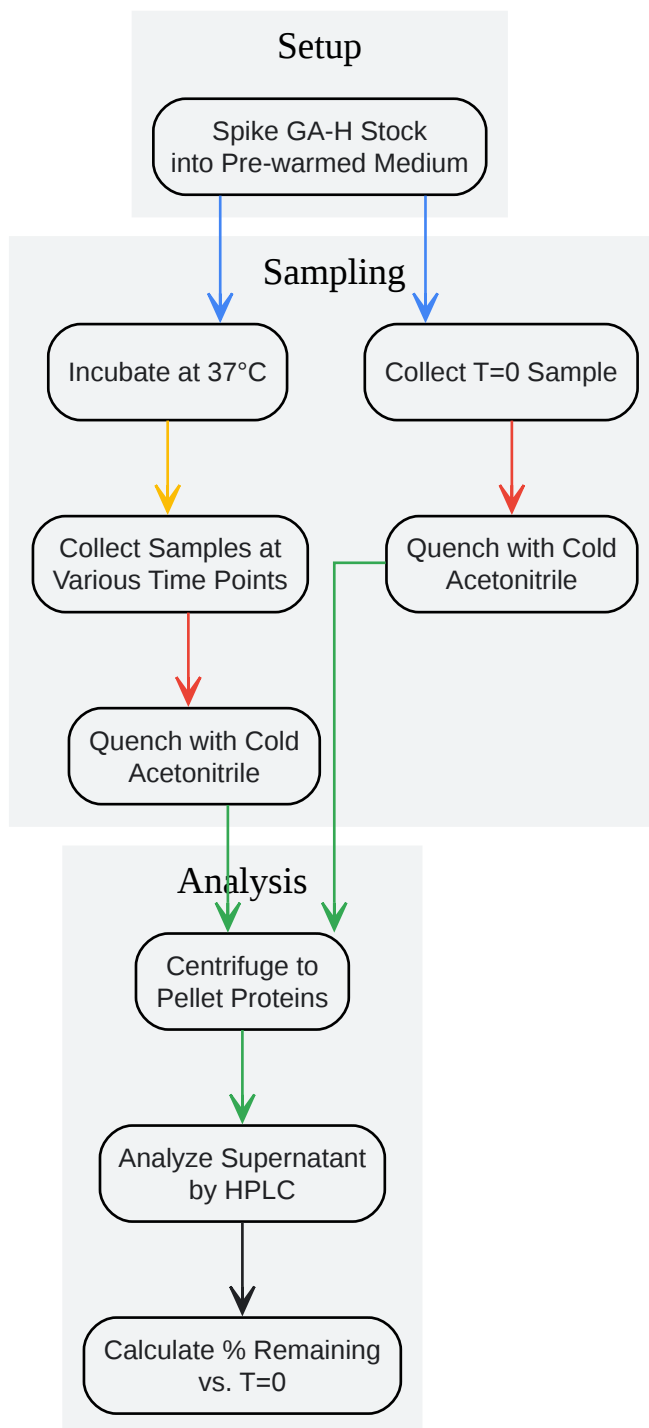 Setup
Spike GA-H Stock
into Pre-warmed Medium
Sampling
Incubate at 37°C
Collect T=0 Sample
Collect Samples at
Various Time Points
Quench with Cold
Acetonitrile
Quench with Cold
Acetonitrile
Analysis
Centrifuge to
Pellet Proteins
Analyze Supernatant
by HPLC
Calculate % Remaining
vs. T=0